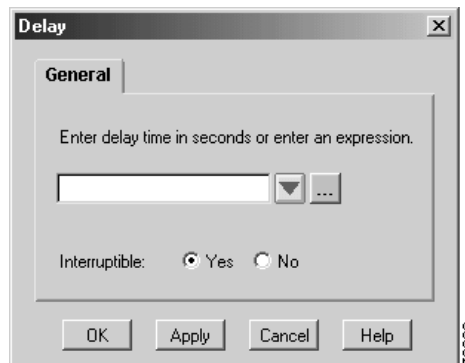 Delay
General
Enter delay time in seconds or enter an expression.
...
Interruptible: Yes No
OK Apply Cancel Help